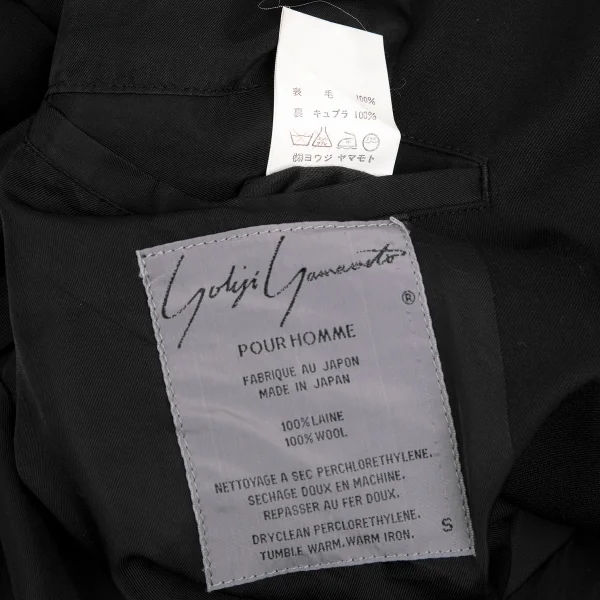 表 毛 100%
裏 キュプラ 100%
㈱ヨウジ ヤマモト
Yohji Yamamoto
®
POUR HOMME
FABRIQUE AU JAPON
MADE IN JAPAN
100% LAINE
100% WOOL
NETTOYAGE A SEC PERCHLORETHYLENE.
SECHAGE DOUX EN MACHINE.
REPASSER AU FER DOUX.
DRYCLEAN PERCLORETHYLENE.
TUMBLE WARM. WARM IRON.
S